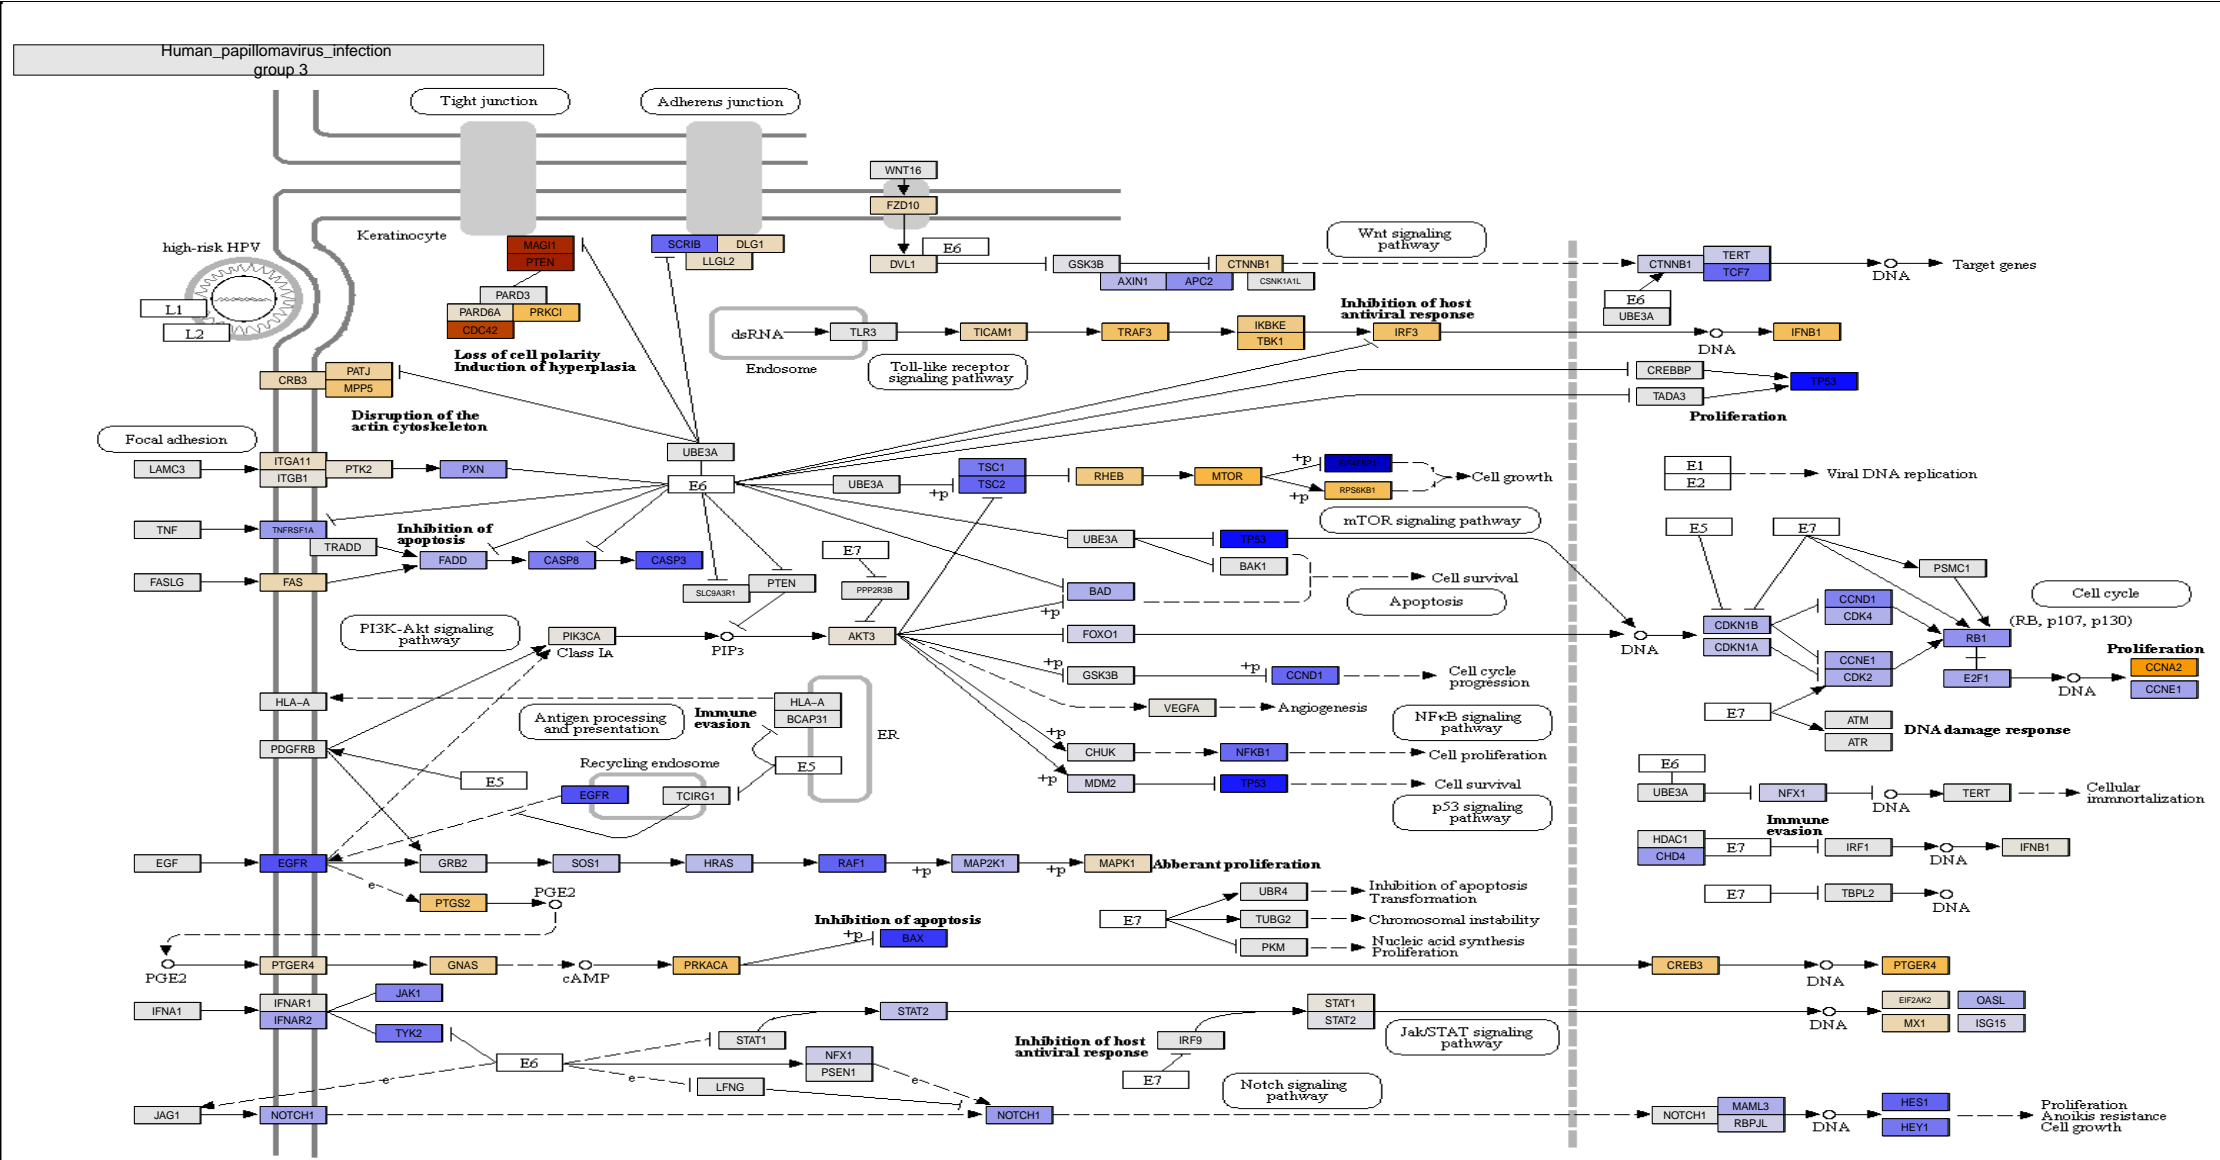 Human_papillomavirus_infection
group 3
Tight junction
Adherens junction
WNT16
FZD10
Keratinocyte
high-risk HPV
L1
L2
MAGI1
PTEN
PARD3
PARD6A
PRKCI
CDC42
Loss of cell polarity
Induction of hyperplasia
SCRIB
DLG1
LLGL2
DVL1
E6
GSK3B
AXIN1
APC2
CTNNB1
CSNK1A1L
Wnt signaling
pathway
CTNNB1
TERT
TCF7
E6
UBE3A
DNA
Target genes
dsRNA
TLR3
Endosome
TICAM1
TRAF3
IKBKE
TBK1
Inhibition of host
antiviral response
IRF3
DNA
IFNB1
Toll-like receptor
signaling pathway
CRB3
PATJ
MPP5
Disruption of the
actin cytoskeleton
CREBBP
TADA3
TP53
Proliferation
Focal adhesion
LAMC3
ITGA11
ITGB1
PTK2
PXN
UBE3A
E6
UBE3A
+p
TSC1
TSC2
RHEB
MTOR
+p
+p
RPS6KB1
Cell growth
mTOR signaling pathway
E1
E2
Viral DNA replication
TNF
TNFRSF1A
TRADD
Inhibition of
apoptosis
FADD
CASP8
CASP3
FASLG
FAS
SLC9A3R1
PTEN
E7
PPP2R3B
UBE3A
TP53
BAK1
BAD
+p
Cell survival
Apoptosis
E5
E7
PSMC1
Cell cycle
(RB, p107, p130)
CDKN1B
CDKN1A
CCND1
CDK4
CCNE1
CDK2
RB1
E2F1
DNA
DNA
Proliferation
CCNA2
CCNE1
E7
ATM
ATR
DNA damage response
PI3K-Akt signaling
pathway
PIK3CA
Class IA
PIP3
AKT3
FOXO1
+p
GSK3B
+p
CCND1
Cell cycle
progression
VEGFA
Angiogenesis
NFκB signaling
pathway
+p
CHUK
NFKB1
Cell proliferation
+p
MDM2
TP53
Cell survival
p53 signaling
pathway
HLA−A
Antigen processing
and presentation
Immune
evasion
HLA−A
BCAP31
ER
E5
PDGFRB
E5
Recycling endosome
EGFR
TCIRG1
E6
UBE3A
NFX1
DNA
TERT
Cellular
immnortalization
Immune
evasion
HDAC1
CHD4
E7
IRF1
DNA
IFNB1
E7
TBPL2
DNA
EGF
EGFR
GRB2
SOS1
HRAS
RAF1
+p
MAP2K1
+p
MAPK1
Abberant proliferation
e
PTGS2
PGE2
E7
UBR4
TUBG2
PKM
Inhibition of apoptosis
Transformation
Chromosomal instability
Nucleic acid synthesis
Proliferation
Inhibition of apoptosis
+p
BAX
PGE2
PTGER4
GNAS
cAMP
PRKACA
CREB3
DNA
PTGER4
IFNA1
IFNAR1
IFNAR2
JAK1
TYK2
STAT1
STAT2
STAT1
STAT2
IRF9
E7
Inhibition of host
antiviral response
Jak/STAT signaling
pathway
DNA
EIF2AK2
OASL
MX1
ISG15
E6
NFX1
PSEN1
e
e
e
LFNG
JAG1
NOTCH1
NOTCH1
Notch signaling
pathway
NOTCH1
MAML3
RBPJL
DNA
HES1
HEY1
Proliferation
Anoikis resistance
Cell growth